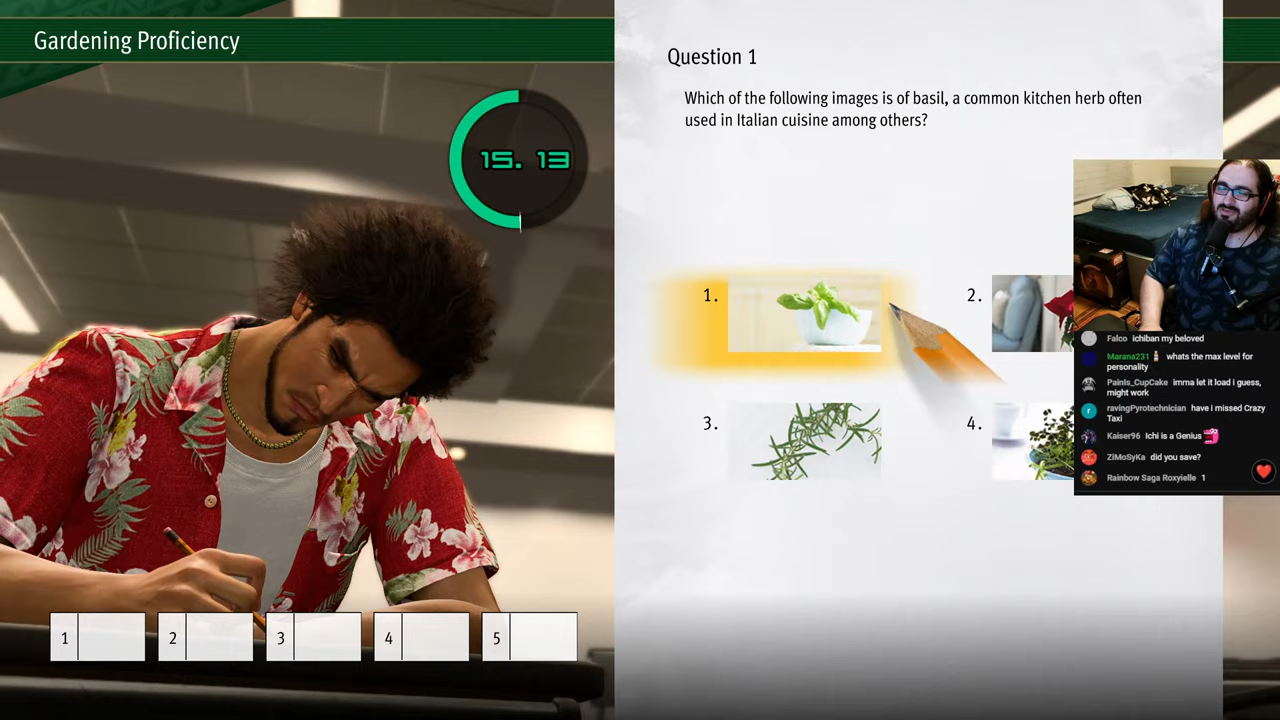 Gardening Proficiency
15. 13
Question 1
Which of the following images is of basil, a common kitchen herb often
used in Italian cuisine among others?
1.
2.
3.
4.
Falco ichiban my beloved
Marana231 whats the max level for
personality
PainIs_CupCake imma let it load i guess,
might work
r
ravingPyrotechnician have i missed Crazy
Taxi
Kaiser96 Ichi is a Genius
ZiMoSyKa did you save?
Rainbow Saga Roxyielle 1
1
2
3
4
5